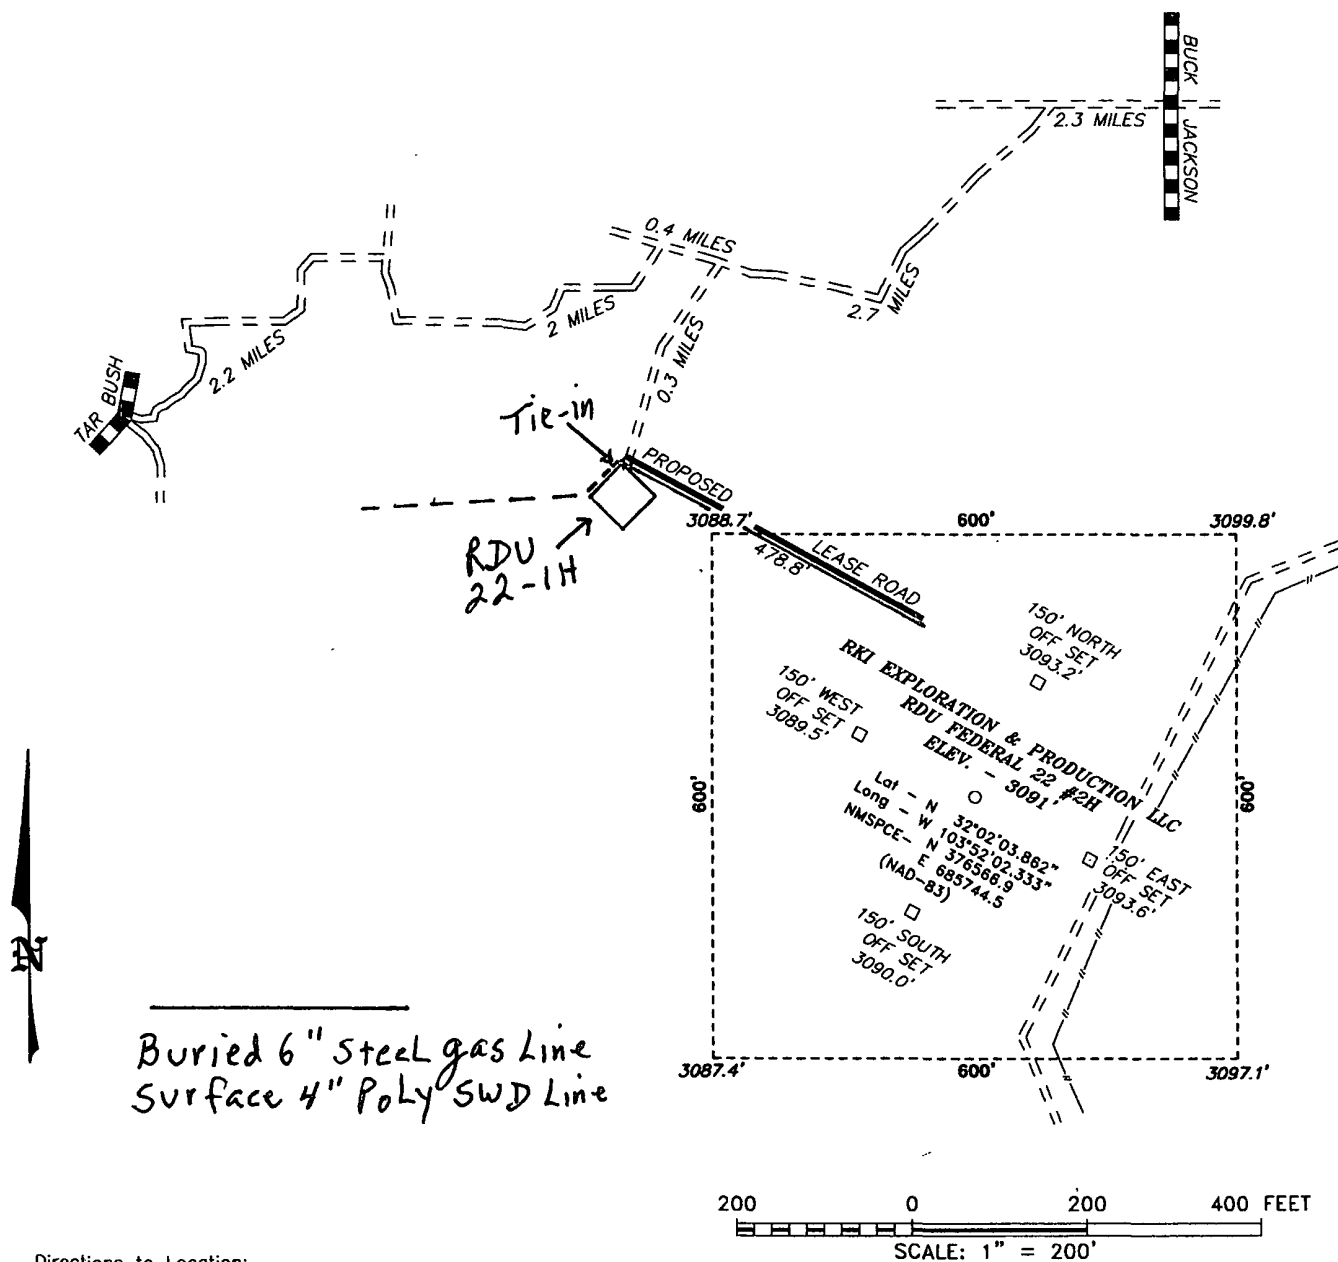 BUCK
JACKSON
2.3 MILES
0.4 MILES
2.7 MILES
2 MILES
2.2 MILES
0.3 MILES
TAR BUSH
Tie-in
PROPOSED
LEASE ROAD
478.8'
RDU
22-1H
3088.7'
600'
3099.8'
150' NORTH
OFF SET
3093.2'
150' WEST
OFF SET
3089.5'
RKI EXPLORATION & PRODUCTION LLC
RDU FEDERAL 22 #2H
ELEV. - 3091'
600'
600'
Lat - N 32°02'03.862"
Long - W 103°52'02.333"
NMSPCE- N 376566.9
E 685744.5
(NAD-83)
150' EAST
OFF SET
3093.6'
150' SOUTH
OFF SET
3090.0'
N
3087.4'
600'
3097.1'
Buried 6" Steel gas Line
Surface 4" Poly SWD Line
200 0 200 400 FEET
SCALE: 1" = 200'
Directions to Location: